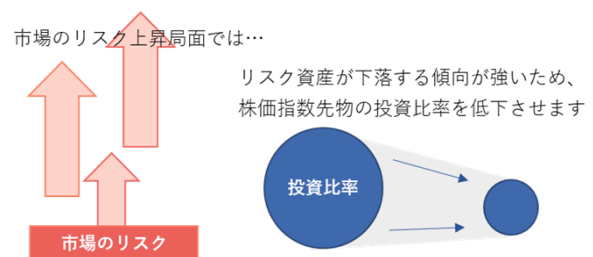 市場のリスク上昇局面では…
リスク資産が下落する傾向が強いため、
株価指数先物の投資比率を低下させます
投資比率
市場のリスク